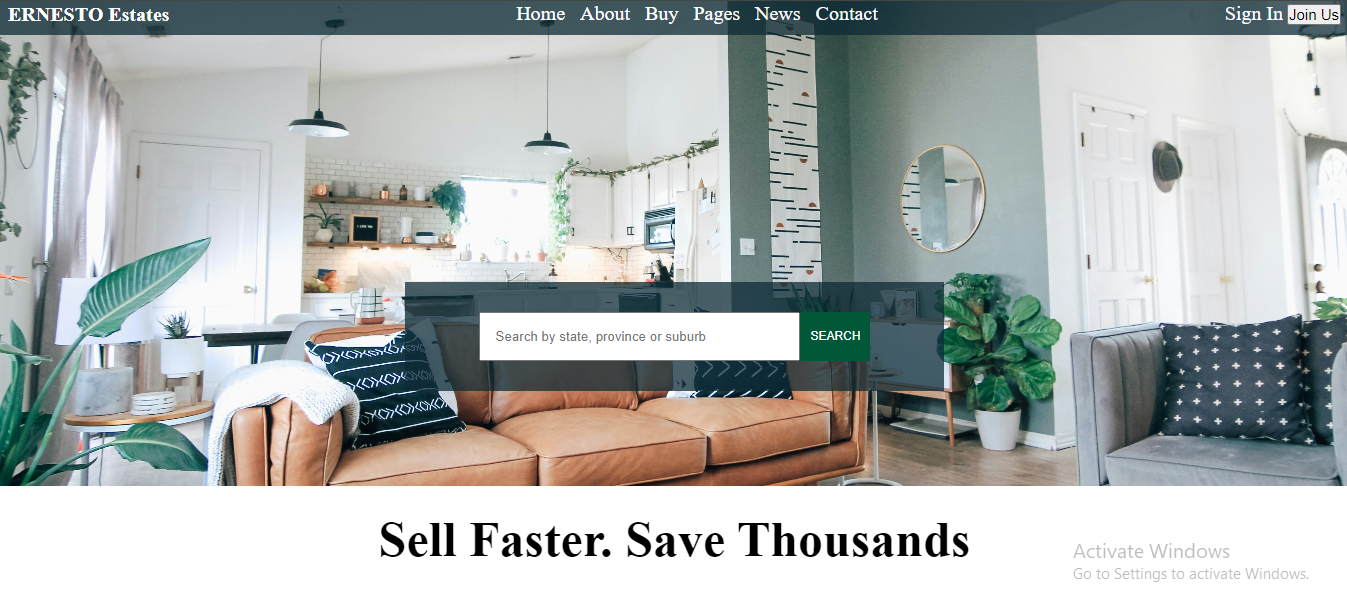 ERNESTO Estates Home About Buy Pages News Contact Sign In Join Us
Search by state, province or suburb SEARCH
Sell Faster. Save Thousands
Activate Windows
Go to Settings to activate Windows.